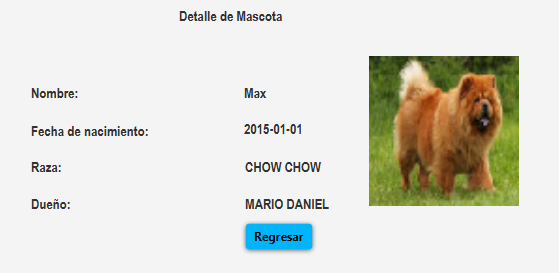 Detalle de Mascota
Nombre: Max
Fecha de nacimiento: 2015-01-01
Raza: CHOW CHOW
Dueño: MARIO DANIEL
Regresar